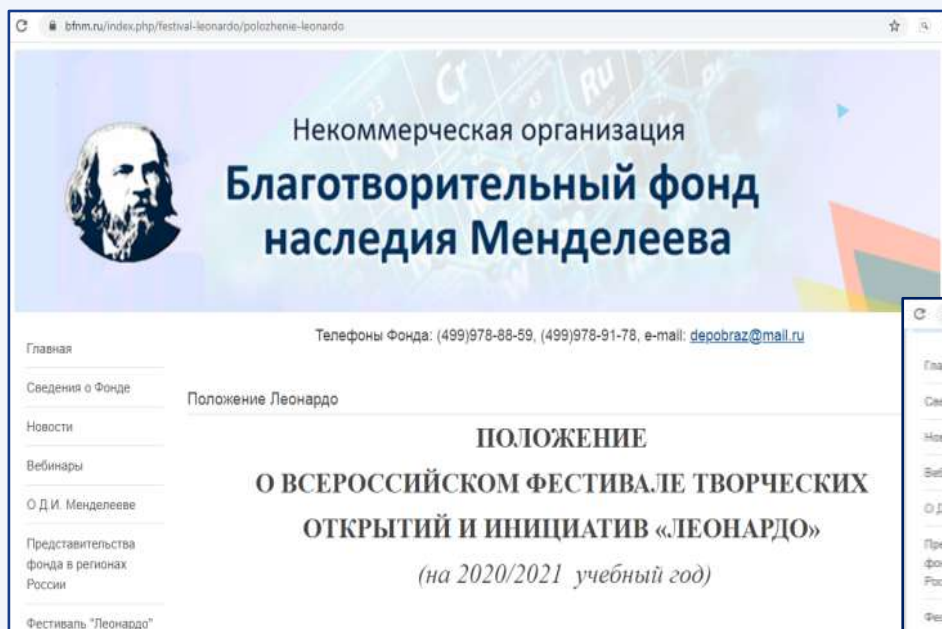 bfnm.ru/index.php/festival-leonardo/polozhenie-leonardo
Cr
Ru
Некоммерческая организация
Благотворительный фонд
наследия Менделеева
Телефоны Фонда: (499)978-88-59, (499)978-91-78, e-mail: depobraz@mail.ru
Главная
Сведения о Фонде
Новости
Вебинары
О Д.И. Менделееве
Представительства
фонда в регионах
России
Фестиваль "Леонардо"
Положение Леонардо
ПОЛОЖЕНИЕ
О ВСЕРОССИЙСКОМ ФЕСТИВАЛЕ ТВОРЧЕСКИХ
ОТКРЫТИЙ И ИНИЦИАТИВ «ЛЕОНАРДО»
(на 2020/2021 учебный год)